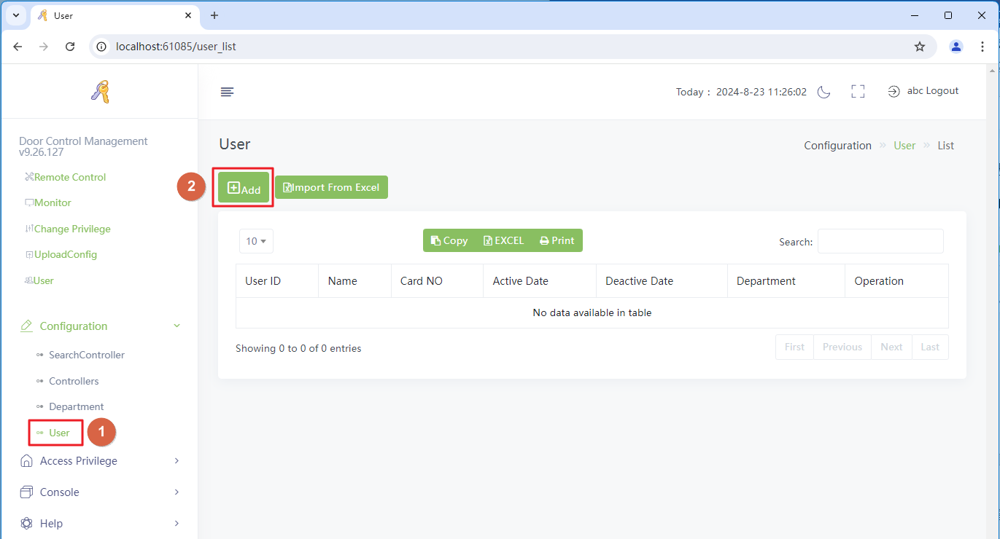 User
localhost:61085/user_list
Today : 2024-8-23 11:26:02
abc Logout
Door Control Management
v9.26.127
Remote Control
Monitor
Change Privilege
UploadConfig
User
Configuration
SearchController
Controllers
Department
User
1
Access Privilege
Console
Help
User
Configuration » User » List
2
Add
Import From Excel
10
Copy
EXCEL
Print
Search:
User ID Name Card NO Active Date Deactive Date Department Operation
No data available in table
Showing 0 to 0 of 0 entries
First Previous Next Last